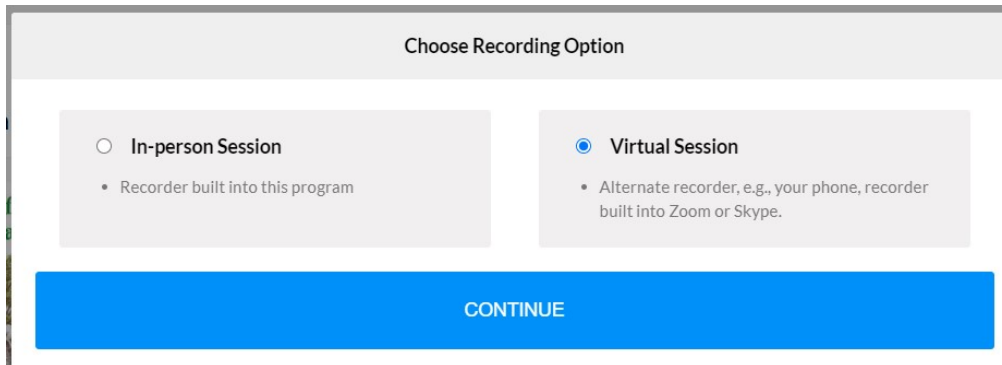 Choose Recording Option
In-person Session
• Recorder built into this program
Virtual Session
• Alternate recorder, e.g., your phone, recorder
built into Zoom or Skype.
CONTINUE